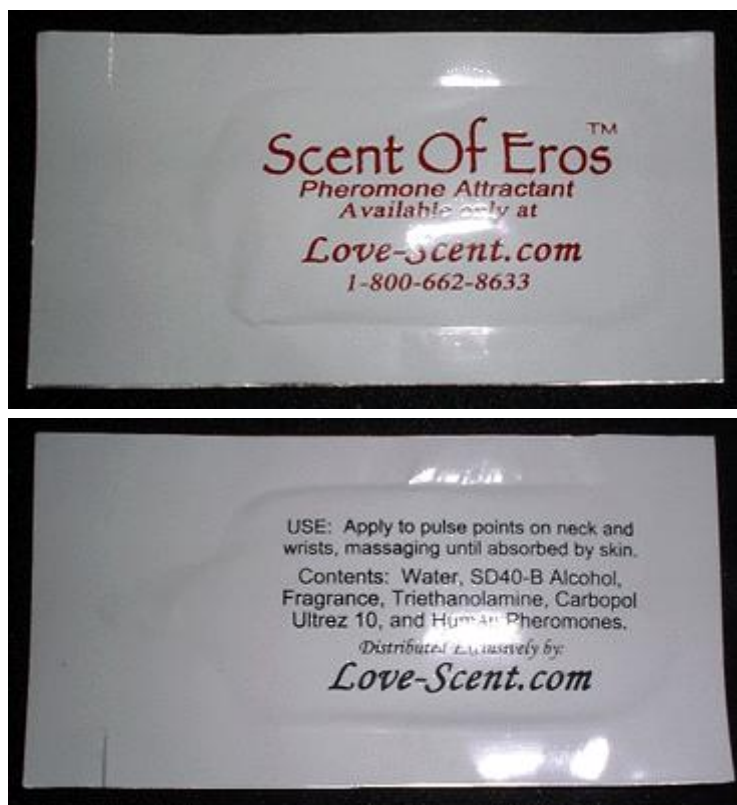 Scent Of Eros™
Pheromone Attractant
Available only at
Love-Scent.com
1-800-662-8633
USE: Apply to pulse points on neck and
wrists, massaging until absorbed by skin.
Contents: Water, SD40-B Alcohol,
Fragrance, Triethanolamine, Carbopol
Ultrez 10, and Human Pheromones.
Distributed Exclusively by:
Love-Scent.com